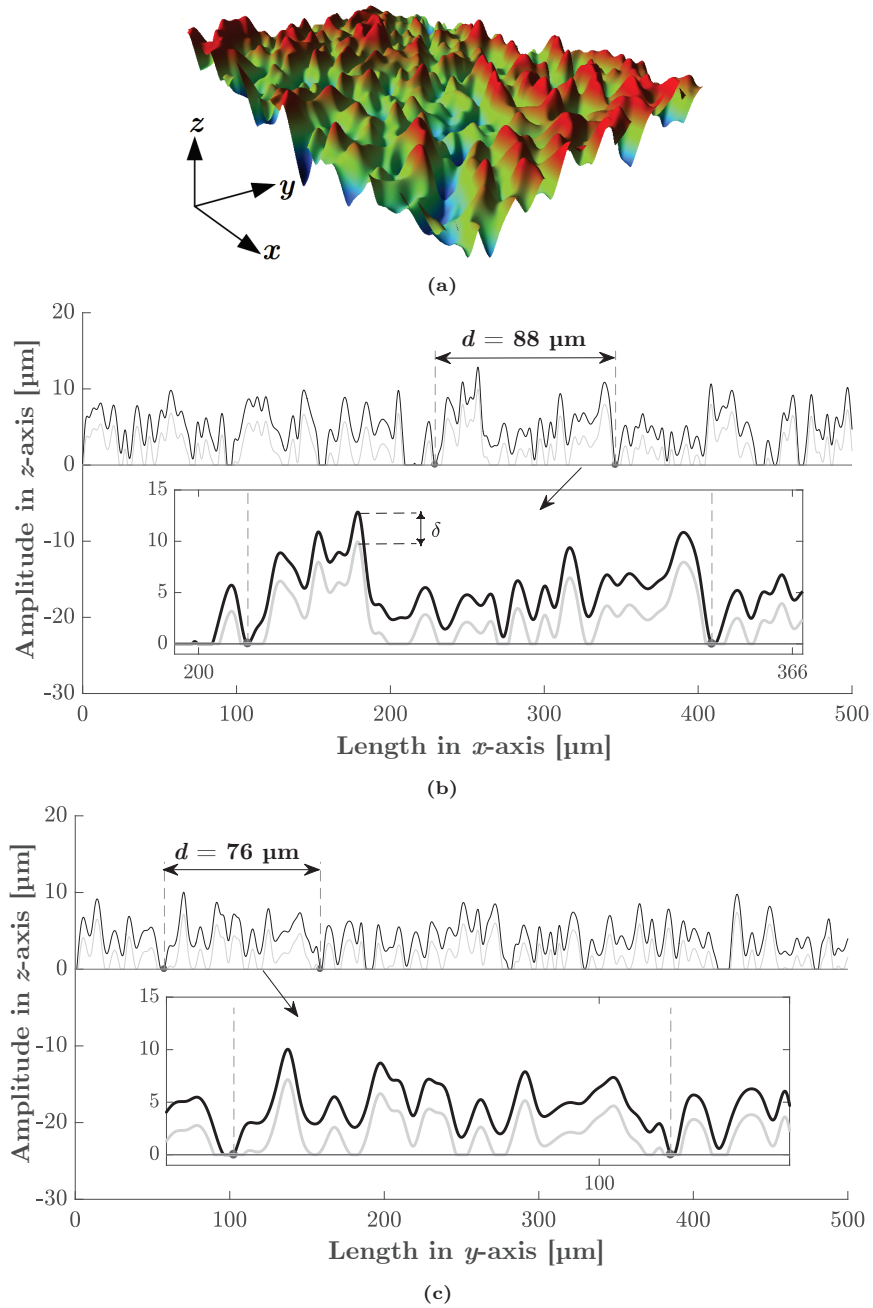 z
y
x
(a)
20
10
0
-10
-20
-30
Amplitude in z-axis [µm]
d = 88 µm
15
10
5
0
δ
200
366
0
100
200
300
400
500
Length in x-axis [µm]
(b)
20
10
0
-10
-20
-30
Amplitude in z-axis [µm]
d = 76 µm
15
10
5
0
100
0
100
200
300
400
500
Length in y-axis [µm]
(c)